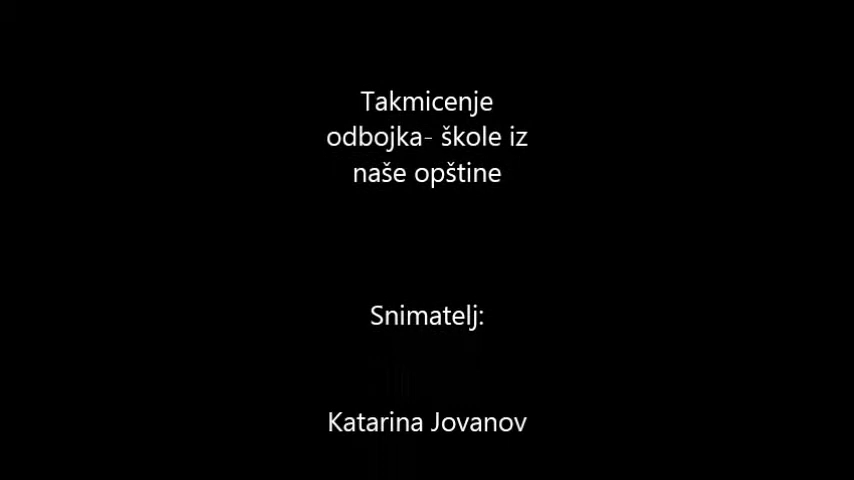 Takmicenje
odbojka- škole iz
naše opštine
Snimatelj:
Katarina Jovanov